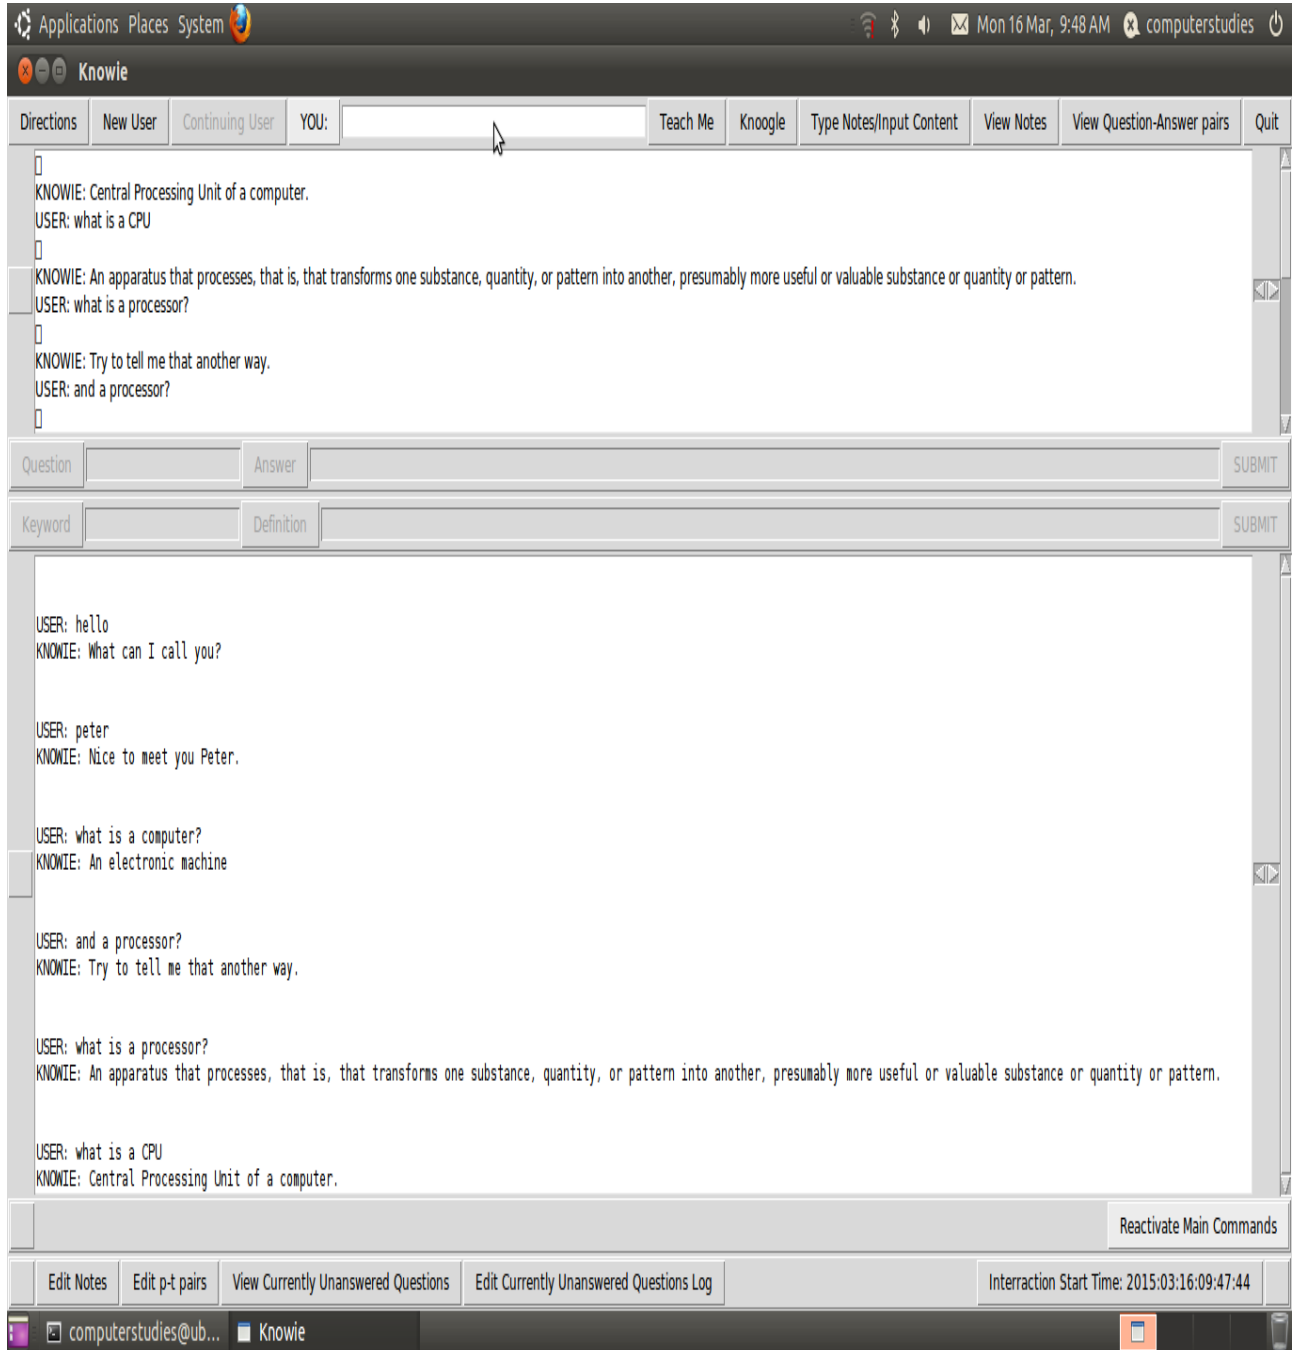 Applications Places System Mon 16 Mar, 9:48 AM computerstudies
Knowie
Directions New User Continuing User YOU: Teach Me Knoogle Type Notes/Input Content View Notes View Question-Answer pairs Quit
KNOWIE: Central Processing Unit of a computer.
USER: what is a CPU
KNOWIE: An apparatus that processes, that is, that transforms one substance, quantity, or pattern into another, presumably more useful or valuable substance or quantity or pattern.
USER: what is a processor?
KNOWIE: Try to tell me that another way.
USER: and a processor?
Question Answer SUBMIT
Keyword Definition SUBMIT
USER: hello
KNOWIE: What can I call you?
USER: peter
KNOWIE: Nice to meet you Peter.
USER: what is a computer?
KNOWIE: An electronic machine
USER: and a processor?
KNOWIE: Try to tell me that another way.
USER: what is a processor?
KNOWIE: An apparatus that processes, that is, that transforms one substance, quantity, or pattern into another, presumably more useful or valuable substance or quantity or pattern.
USER: what is a CPU
KNOWIE: Central Processing Unit of a computer.
Reactivate Main Commands
Edit Notes Edit p-t pairs View Currently Unanswered Questions Edit Currently Unanswered Questions Log Interraction Start Time: 2015:03:16:09:47:44
computerstudies@ub... Knowie